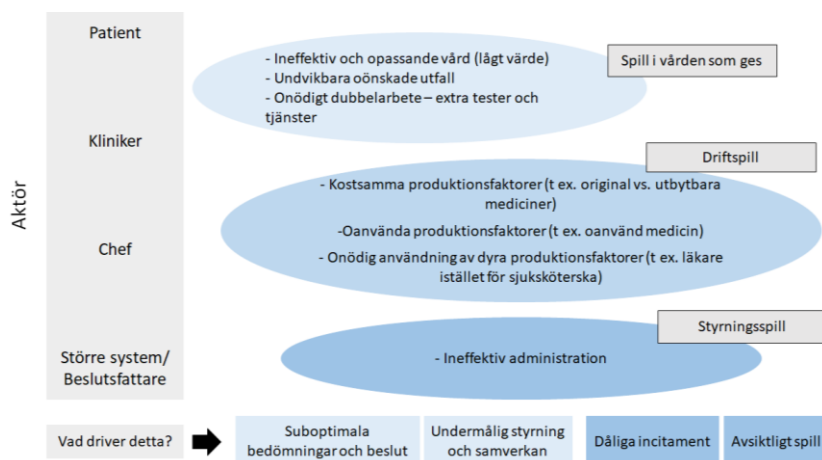 Aktör
Patient
- Ineffektiv och opassande vård (lågt värde)
- Undvikbara oönskade utfall
- Onödigt dubbelarbete – extra tester och
tjänster
Spill i vården som ges
Kliniker
Driftspill
- Kostsamma produktionsfaktorer (t ex. original vs. utbytbara
mediciner)
-Oanvända produktionsfaktorer (t ex. oanvänd medicin)
- Onödig användning av dyra produktionsfaktorer (t ex. läkare
istället för sjuksköterska)
Chef
Styrningsspill
Större system/
Beslutsfattare
- Ineffektiv administration
Vad driver detta?
Suboptimala
bedömningar och beslut
Undermålig styrning
och samverkan
Dåliga incitament
Avsiktligt spill